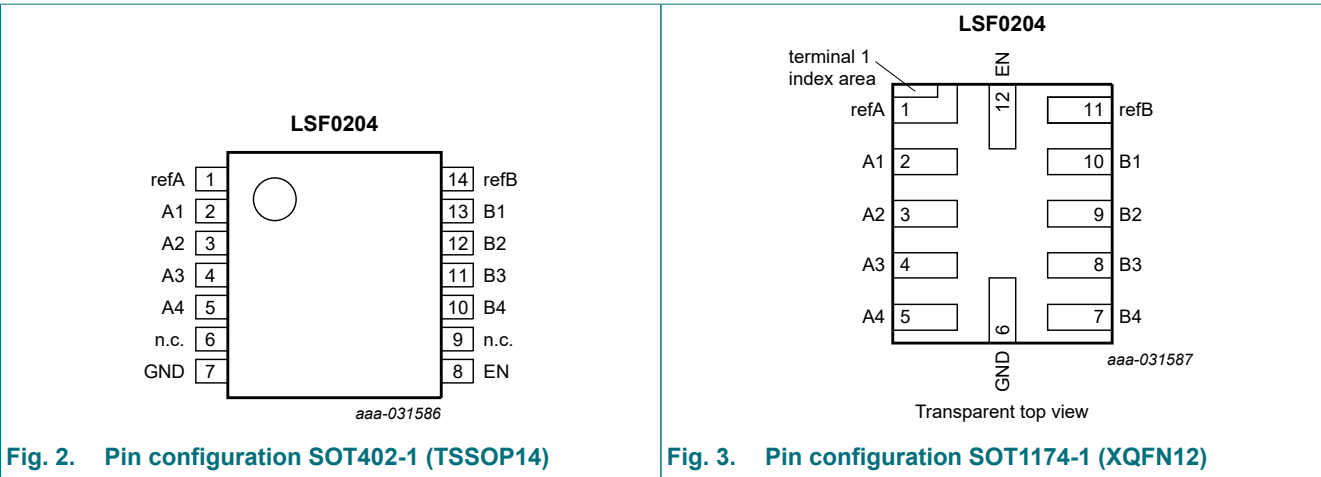 LSF0204
refA 1 14 refB
A1 2 13 B1
A2 3 12 B2
A3 4 11 B3
A4 5 10 B4
n.c. 6 9 n.c.
GND 7 8 EN
aaa-031586
Fig. 2. Pin configuration SOT402-1 (TSSOP14)
LSF0204
terminal 1
index area
EN
12
refA 1 11 refB
A1 2 10 B1
A2 3 9 B2
A3 4 8 B3
A4 5 7 B4
6
GND
aaa-031587
Transparent top view
Fig. 3. Pin configuration SOT1174-1 (XQFN12)